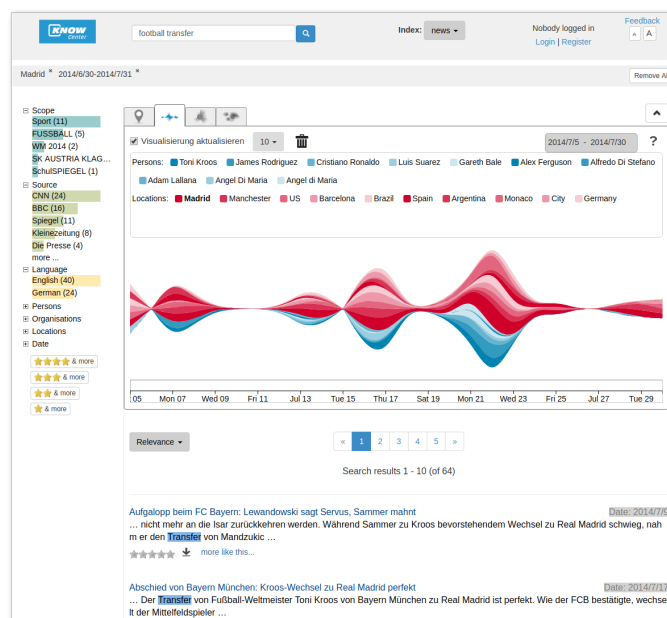 KNOW
Center
football transfer
Index:
news
Nobody logged in
Login | Register
Feedback
A A
Madrid × 2014/6/30-2014/7/31 ×
Remove Al
Scope
Sport (11)
FUSSBALL (5)
WM 2014 (2)
SK AUSTRIA KLAG...
SchulSPIEGEL (1)
Source
CNN (24)
BBC (16)
Spiegel (11)
Kleinezeitung (8)
Die Presse (4)
more ...
Language
English (40)
German (24)
Persons
Organisations
Locations
Date
& more
& more
& more
& more
Visualisierung aktualisieren
10
2014/7/5 - 2014/7/30
?
Persons: Toni Kroos James Rodriguez Cristiano Ronaldo Luis Suarez Gareth Bale Alex Ferguson Alfredo Di Stefano
Adam Lallana Angel Di Maria Angel di Maria
Locations: Madrid Manchester US Barcelona Brazil Spain Argentina Monaco City Germany
05 Mon 07 Wed 09 Fri 11 Jul 13 Tue 15 Thu 17 Sat 19 Mon 21 Wed 23 Fri 25 Jul 27 Tue 29
Relevance
« 1 2 3 4 5 »
Search results 1 - 10 (of 64)
Aufgalopp beim FC Bayern: Lewandowski sagt Servus, Sammer mahnt
Date: 2014/7/9
... nicht mehr an die Isar zurückkehren werden. Während Sammer zu Kroos bevorstehendem Wechsel zu Real Madrid schwieg, nah
m er den Transfer von Mandzukic ...
more like this...
Abschied von Bayern München: Kroos-Wechsel zu Real Madrid perfekt
Date: 2014/7/17
... Der Transfer von Fußball-Weltmeister Toni Kroos von Bayern München zu Real Madrid ist perfekt. Wie der FCB bestätigte, wechse
lt der Mittelfeldspieler ...